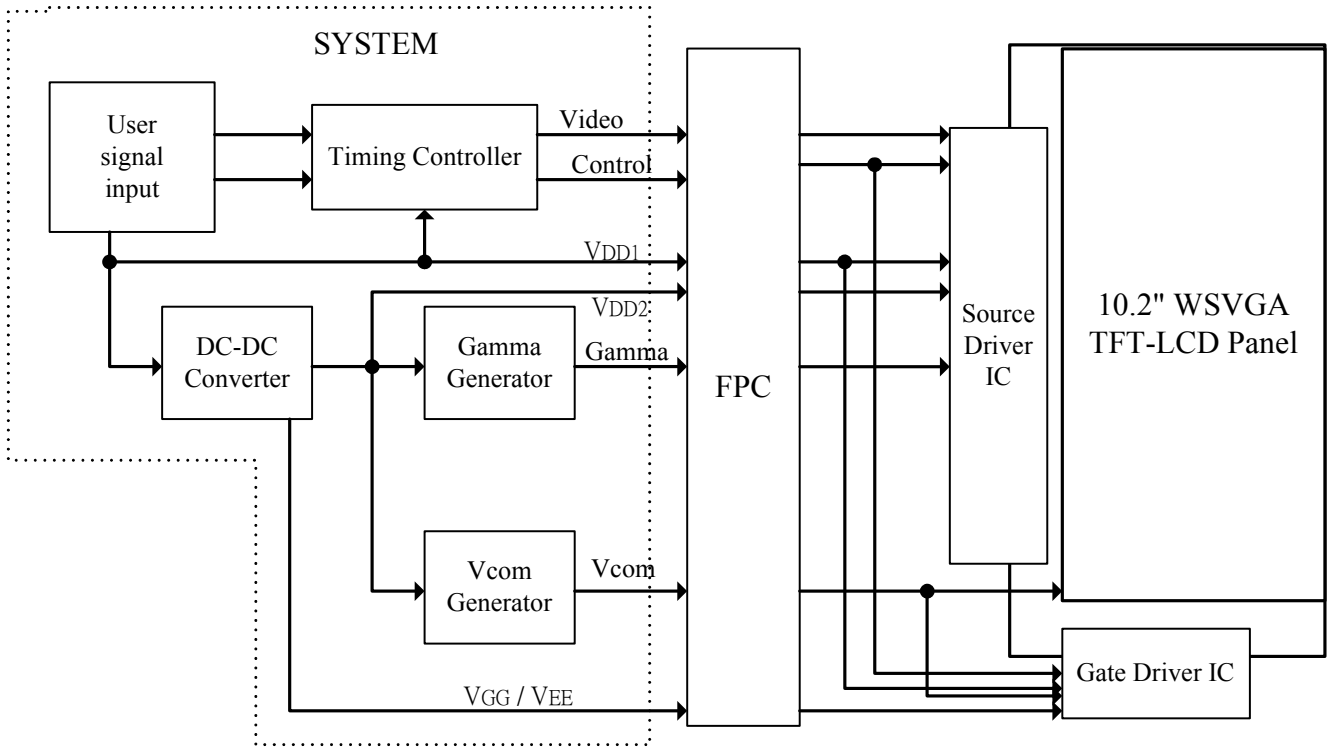 SYSTEM
User
signal
input
Timing Controller
Video
Control
VDD1
VDD2
DC-DC
Converter
Gamma
Generator
Gamma
Vcom
Generator
Vcom
VGG / VEE
FPC
Source
Driver
IC
10.2" WSVGA
TFT-LCD Panel
Gate Driver IC